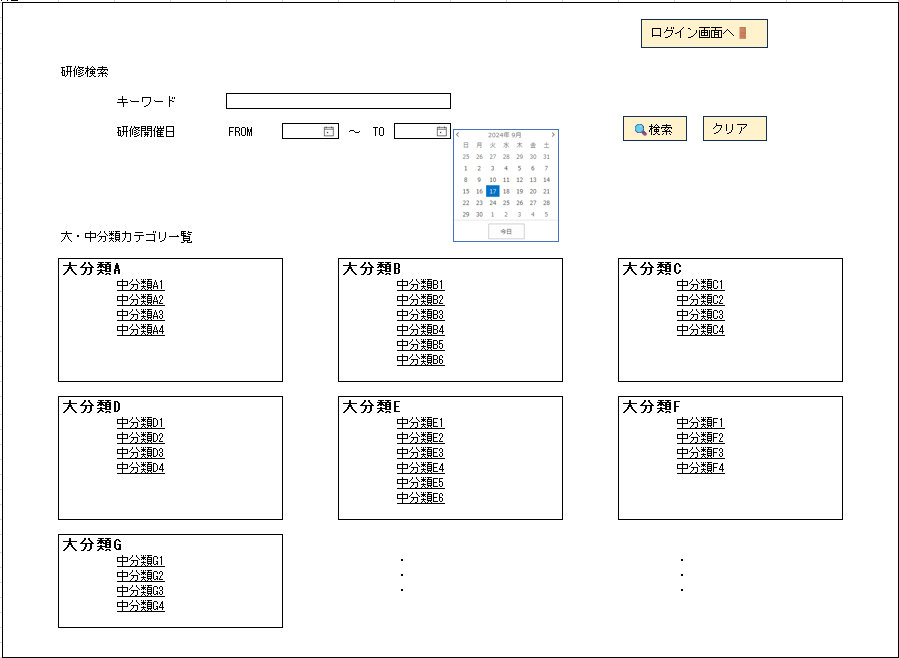 ログイン画面へ
研修検索
キーワード
研修開催日 FROM ～ TO
検索 クリア
2024年 9月
日 月 火 水 木 金 土
25 26 27 28 29 30 31
1 2 3 4 5 6 7
8 9 10 11 12 13 14
15 16 17 18 19 20 21
22 23 24 25 26 27 28
29 30 1 2 3 4 5
今日
大・中分類カテゴリ一覧
大分類A
中分類A1
中分類A2
中分類A3
中分類A4
大分類B
中分類B1
中分類B2
中分類B3
中分類B4
中分類B5
中分類B6
大分類C
中分類C1
中分類C2
中分類C3
中分類C4
大分類D
中分類D1
中分類D2
中分類D3
中分類D4
大分類E
中分類E1
中分類E2
中分類E3
中分類E4
中分類E5
中分類E6
大分類F
中分類F1
中分類F2
中分類F3
中分類F4
大分類G
中分類G1
中分類G2
中分類G3
中分類G4